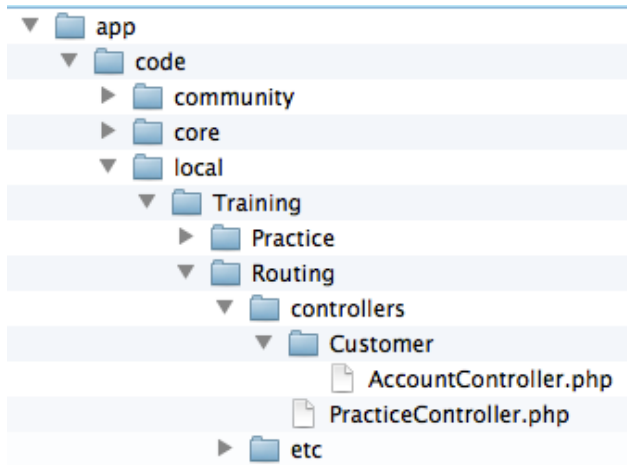 app
code
community
core
local
Training
Practice
Routing
controllers
Customer
AccountController.php
PracticeController.php
etc